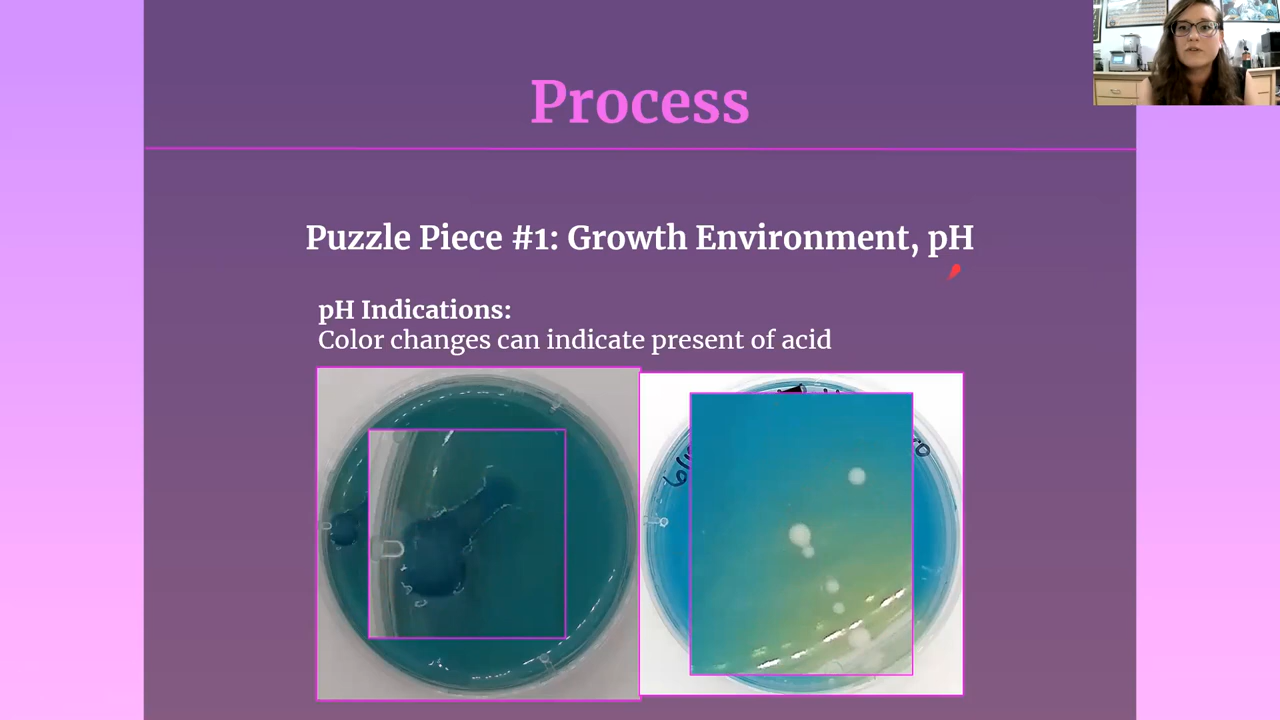 Process
Puzzle Piece #1: Growth Environment, pH
pH Indications:
Color changes can indicate present of acid